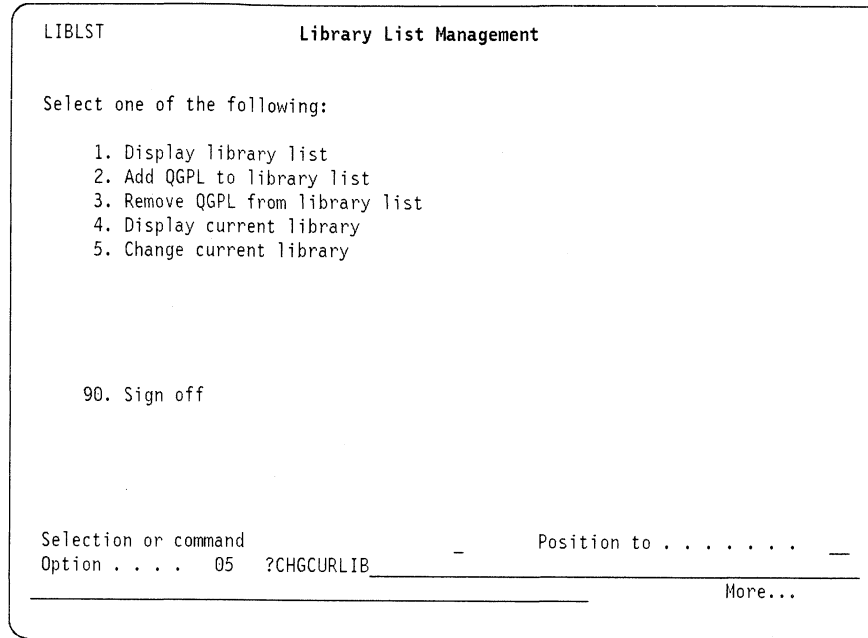 LIBLST Library List Management
Select one of the following:
1. Display library list
2. Add QGPL to library list
3. Remove QGPL from library list
4. Display current library
5. Change current library
90. Sign off
Selection or command _ Position to . . . . . . . __
Option . . . . 05 ?CHGCURLIB
More...